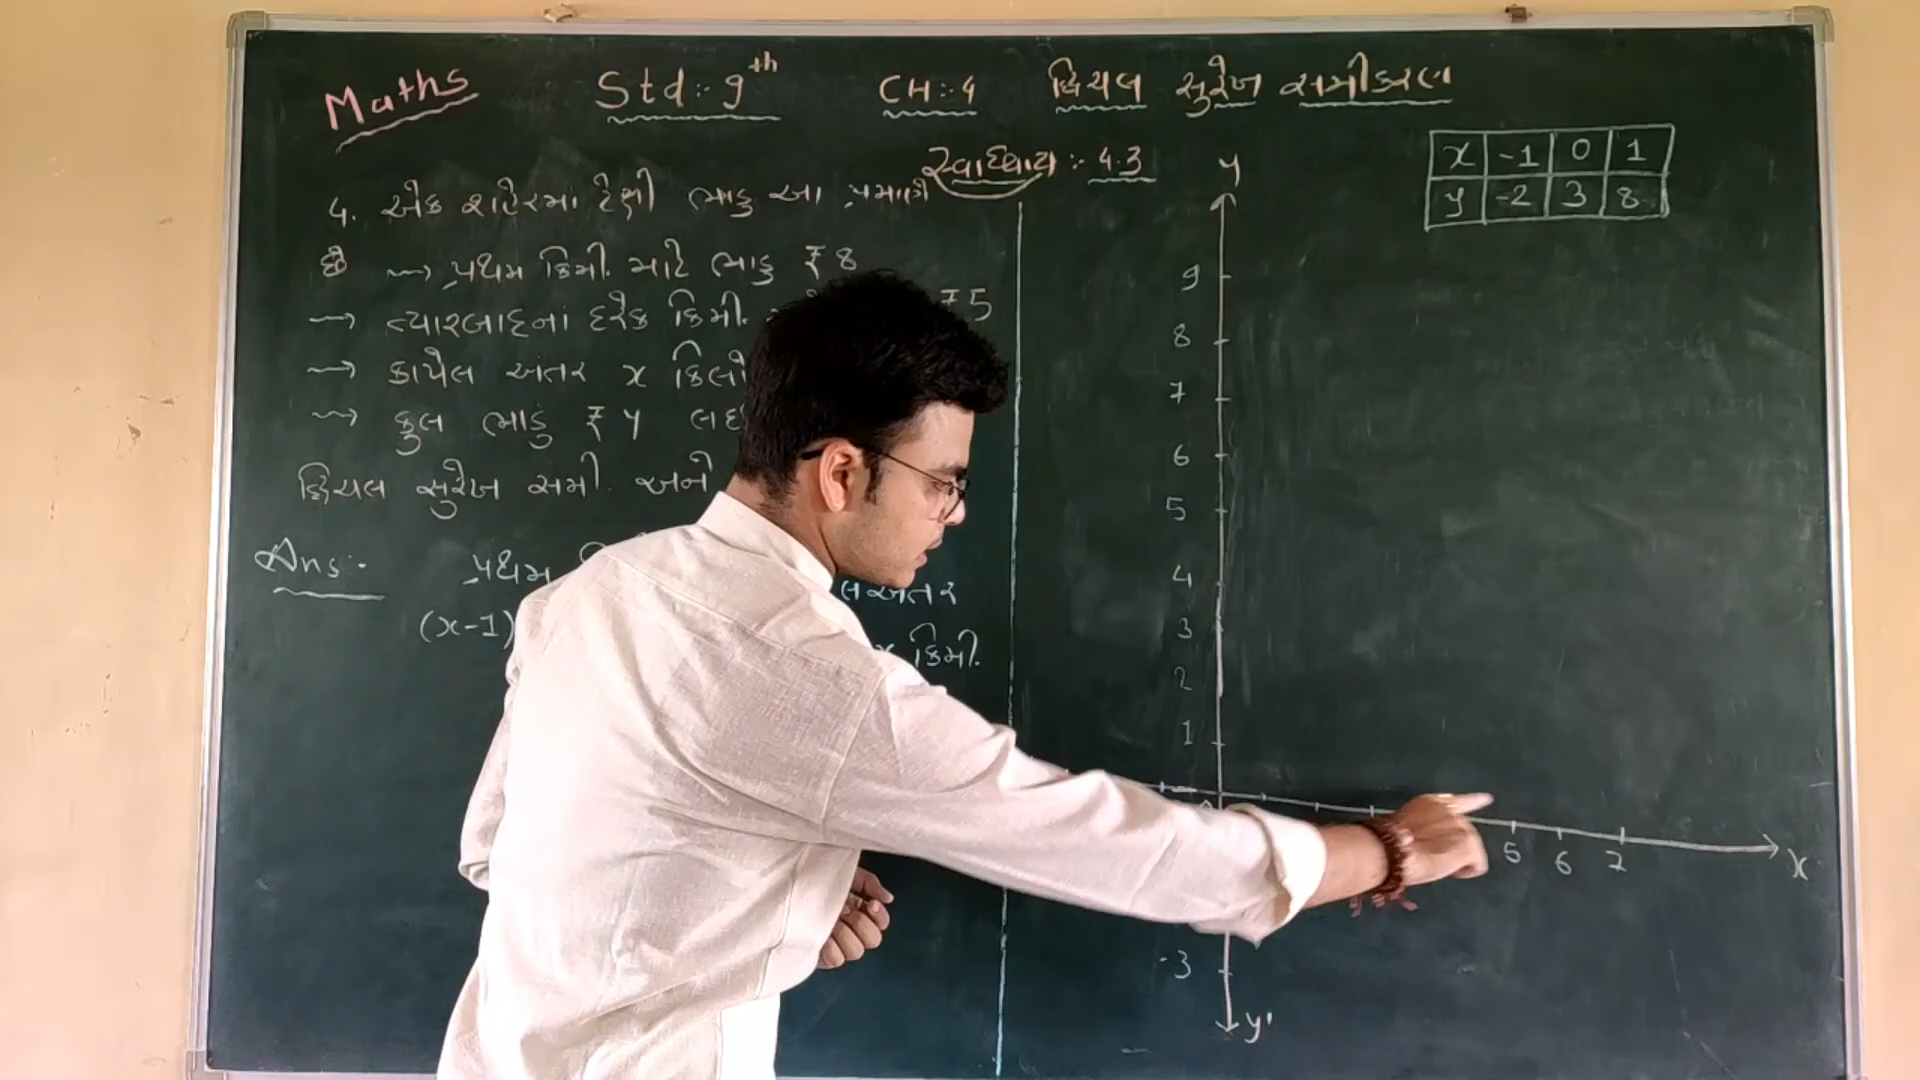 Maths Std:- 9th CH:-4 દ્વિચલ સુરેખ સમીકરણ
સ્વાધ્યાય :- 4.3
4. એક શહેરમાં ટેક્ષી ભાડુ આ પ્રમાણે
છે → પ્રથમ કિમી. માટે ભાડુ ₹ 8
→ ત્યારબાદનાં દરેક કિમી. ₹ 5
→ કાપેલ અંતર x
→ કુલ ભાડું ₹ y
દ્વિચલ સુરેખ સમી. અને
Ans:- પ્રથમ
અંતર
(x-1)
x કિમી.
x -1 0 1
y -2 3 8
y
9
8
7
6
5
4
3
2
1
5 6 7 x
-3
y'